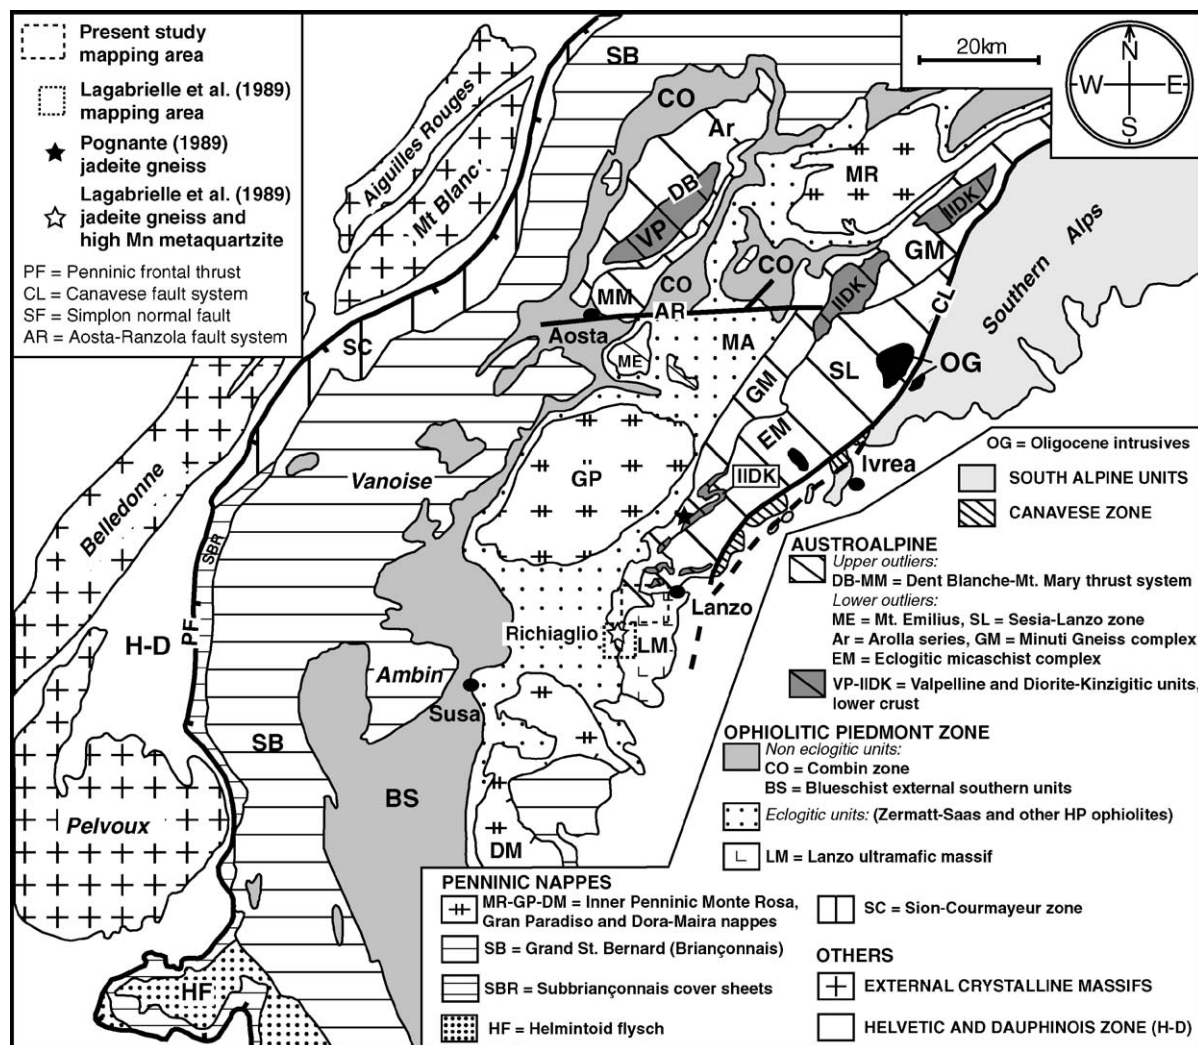 Present study
mapping area
Lagabrielle et al. (1989)
mapping area
Pognante (1989)
jadeite gneiss
Lagabrielle et al. (1989)
jadeite gneiss and
high Mn metaquartzite
PF = Penninic frontal thrust
CL = Canavese fault system
SF = Simplon normal fault
AR = Aosta-Ranzola fault system
20km
N
W
E
S
SB
CO
Ar
Aiguilles Rouges
Mt Blanc
DB
MR
IIDK
VP
GM
Alps
CO
CO
IIDK
MM
AR
CL
Southern
Aosta
SC
MA
ME
SL
OG
GM
EM
Ivrea
Belledonne
Vanoise
GP
IIDK
SBR
Lanzo
Richiaglio
LM
H-D
PF
Ambin
Susa
SB
BS
Pelvoux
DM
HF
OG = Oligocene intrusives
SOUTH ALPINE UNITS
CANAVESE ZONE
AUSTROALPINE
Upper outliers:
DB-MM = Dent Blanche-Mt. Mary thrust system
Lower outliers:
ME = Mt. Emilius, SL = Sesia-Lanzo zone
Ar = Arolla series, GM = Minuti Gneiss complex
EM = Eclogitic micaschist complex
VP-IIDK = Valpelline and Diorite-Kinzigitic units,
lower crust
OPHIOLITIC PIEDMONT ZONE
Non eclogitic units:
CO = Combin zone
BS = Blueschist external southern units
Eclogitic units: (Zermatt-Saas and other HP ophiolites)
LM = Lanzo ultramafic massif
PENNINIC NAPPES
MR-GP-DM = Inner Penninic Monte Rosa,
Gran Paradiso and Dora-Maira nappes
SB = Grand St. Bernard (Briançonnais)
SBR = Subbriançonnais cover sheets
HF = Helmintoid flysch
SC = Sion-Courmayeur zone
OTHERS
EXTERNAL CRYSTALLINE MASSIFS
HELVETIC AND DAUPHINOIS ZONE (H-D)